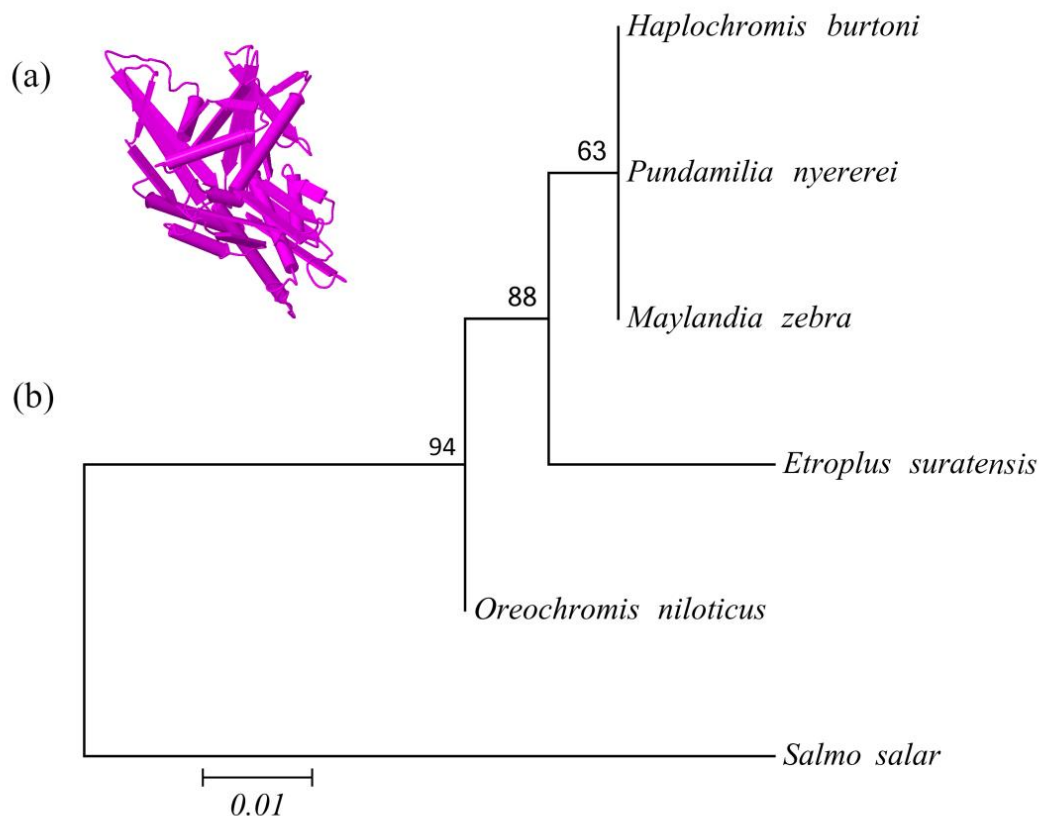 (a)
Haplochromis burtoni
63
Pundamilia nyererei
88
Maylandia zebra
(b)
94
Etroplus suratensis
Oreochromis niloticus
Salmo salar
0.01